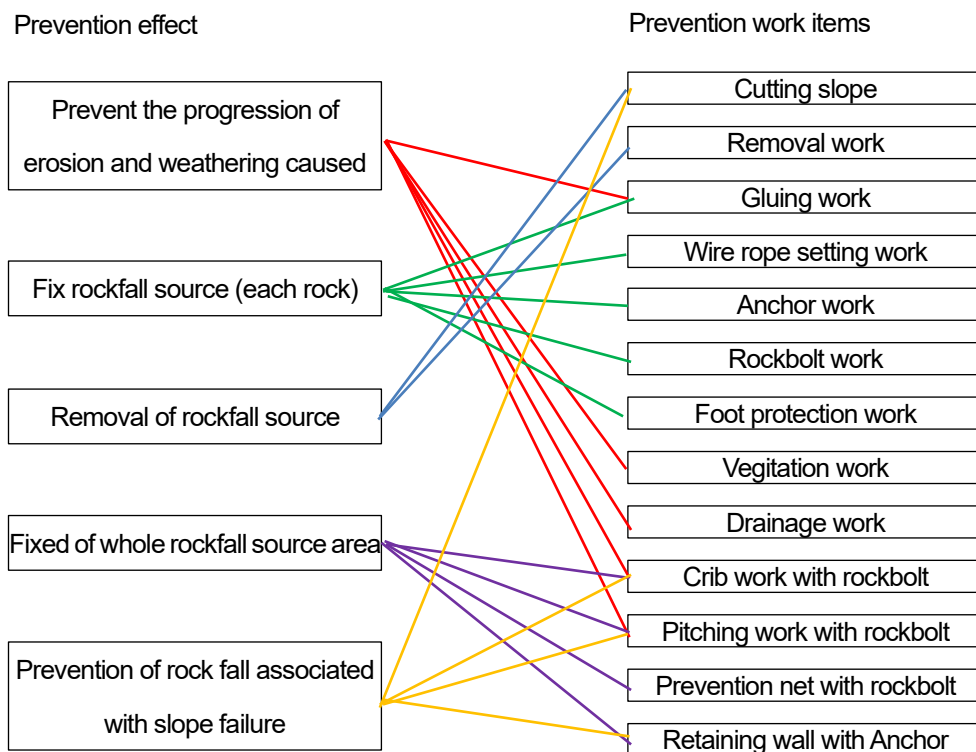 Prevention effect
Prevention work items
Prevent the progression of
erosion and weathering caused
Fix rockfall source (each rock)
Removal of rockfall source
Fixed of whole rockfall source area
Prevention of rock fall associated
with slope failure
Cutting slope
Removal work
Gluing work
Wire rope setting work
Anchor work
Rockbolt work
Foot protection work
Vegitation work
Drainage work
Crib work with rockbolt
Pitching work with rockbolt
Prevention net with rockbolt
Retaining wall with Anchor